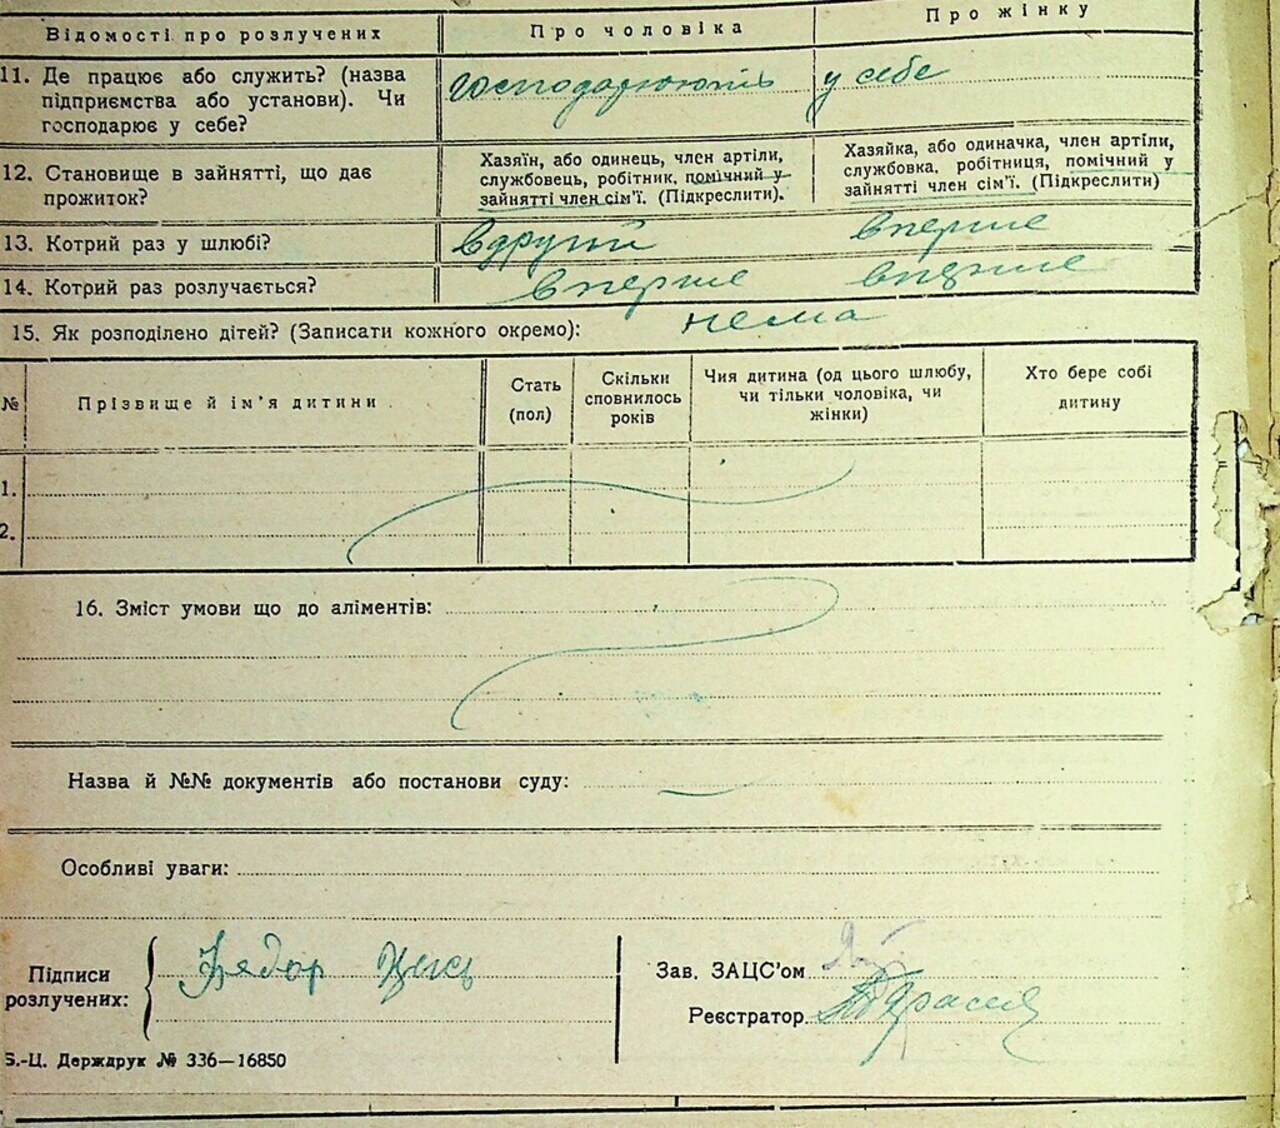 Відомості про розлучених Про чоловіка Про жінку
11. Де працює або служить? (назва підприємства або установи). Чи господарює у себе? господарюють у себе
12. Становище в зайнятті, що дає прожиток?
Хазяїн, або одинець, член артіли, службовець, робітник, помічний у зайнятті член сім'ї. (Підкреслити).
Хазяйка, або одиначка, член артіли, службовка, робітниця, помічний у зайнятті член сім'ї. (Підкреслити)
13. Котрий раз у шлюбі? вдругий вперше
14. Котрий раз розлучається? вперше вперше
15. Як розподілено дітей? (Записати кожного окремо): нема
№ Прізвище й ім'я дитини. Стать (пол) Скільки сповнилось років Чия дитина (од цього шлюбу, чи тільки чоловіка, чи жінки) Хто бере собі дитину
1.
2.
16. Зміст умови що до аліментів:
Назва й №№ документів або постанови суду:
Особливі уваги:
Підписи розлучених: Федор
Зав. ЗАЦС'ом
Реєстратор
Б.-Ц. Держдрук № 336—16850